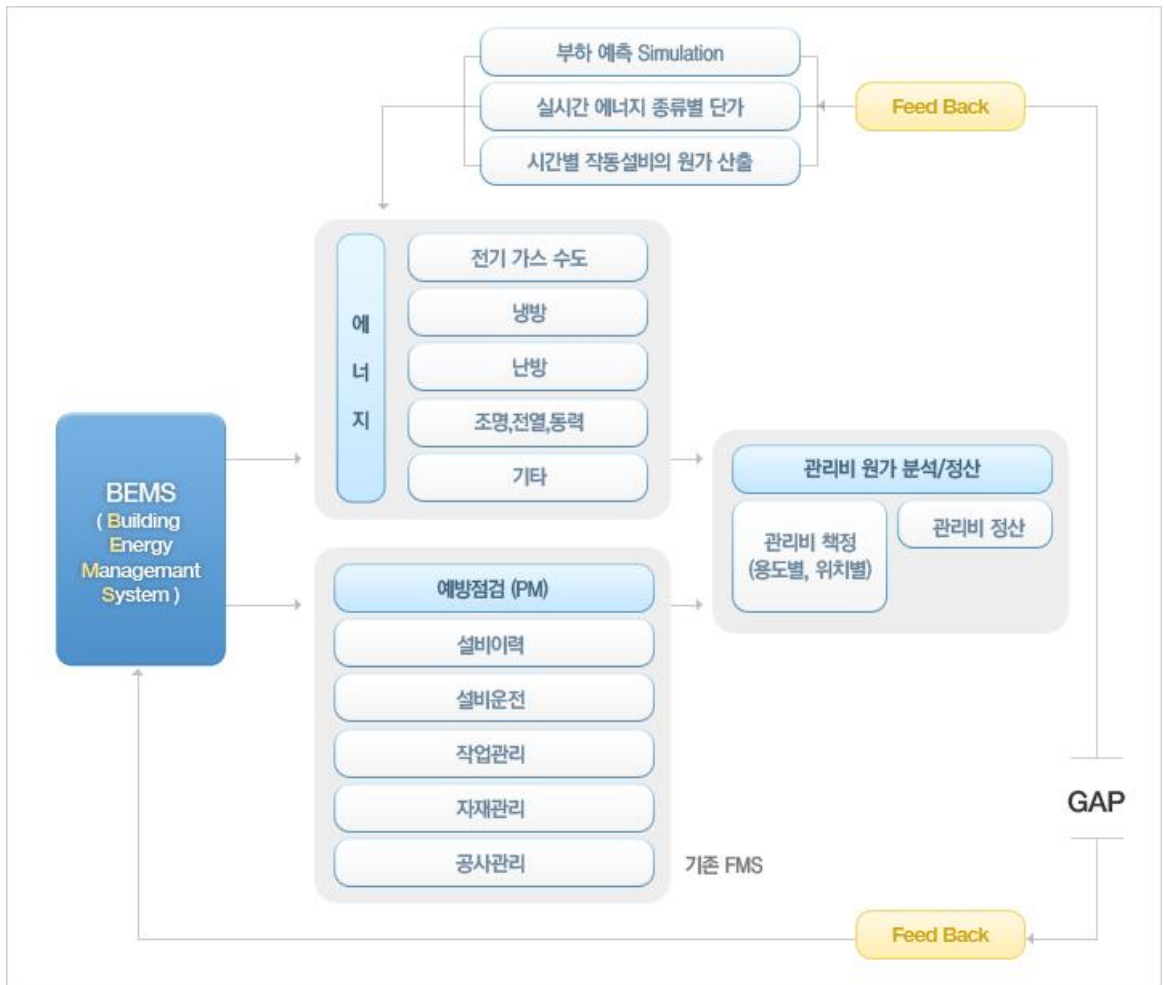 부하 예측 Simulation
실시간 에너지 종류별 단가
시간별 작동설비의 원가 산출
Feed Back
에
너
지
전기 가스 수도
냉방
난방
조명,전열,동력
기타
BEMS
( Building
Energy
Managemant
System )
예방점검 (PM)
설비이력
설비운전
작업관리
자재관리
공사관리
기존 FMS
관리비 원가 분석/정산
관리비 책정
(용도별, 위치별)
관리비 정산
GAP
Feed Back